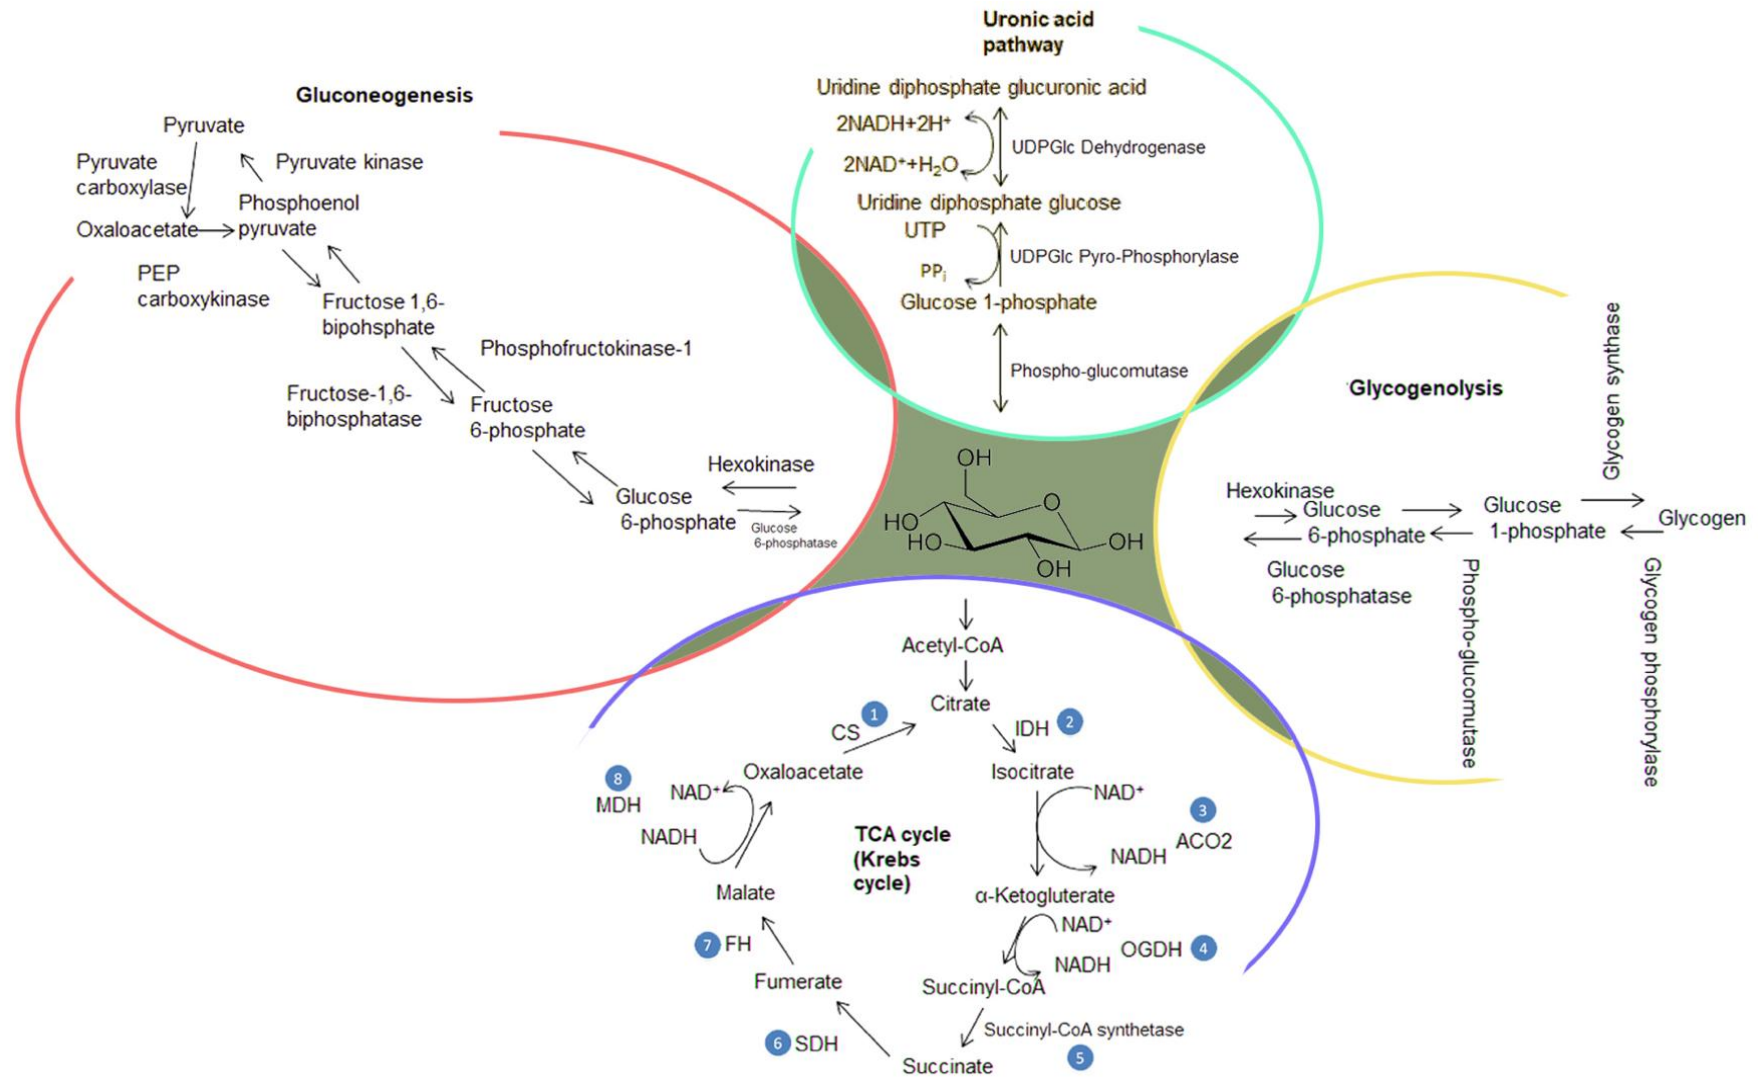 Uronic acid
pathway
Uridine diphosphate glucuronic acid
2NADH+2H⁺
2NAD⁺+H₂O
UDPGlc Dehydrogenase
Uridine diphosphate glucose
UTP
PPᵢ
UDPGlc Pyro-Phosphorylase
Glucose 1-phosphate
Phospho-glucomutase
Gluconeogenesis
Pyruvate
Pyruvate
carboxylase
Pyruvate kinase
Phosphoenol
pyruvate
Oxaloacetate
PEP
carboxykinase
Fructose 1,6-
bipohsphate
Phosphofructokinase-1
Fructose-1,6-
biphosphatase
Fructose
6-phosphate
Hexokinase
Glucose
6-phosphate
Glucose
6-phosphatase
OH
O
HO
HO
OH
OH
Glycogenolysis
Glycogen synthase
Hexokinase
Glucose
6-phosphate
Glucose
1-phosphate
Glycogen
Glucose
6-phosphatase
Phospho-glucomutase
Glycogen phosphorylase
Acetyl-CoA
Citrate
1
CS
IDH
2
Oxaloacetate
Isocitrate
8
MDH
NAD⁺
NADH
NAD⁺
NADH
3
ACO2
TCA cycle
(Krebs
cycle)
Malate
α-Ketogluterate
NAD⁺
NADH
OGDH
4
7
FH
Fumerate
Succinyl-CoA
Succinyl-CoA synthetase
5
6
SDH
Succinate